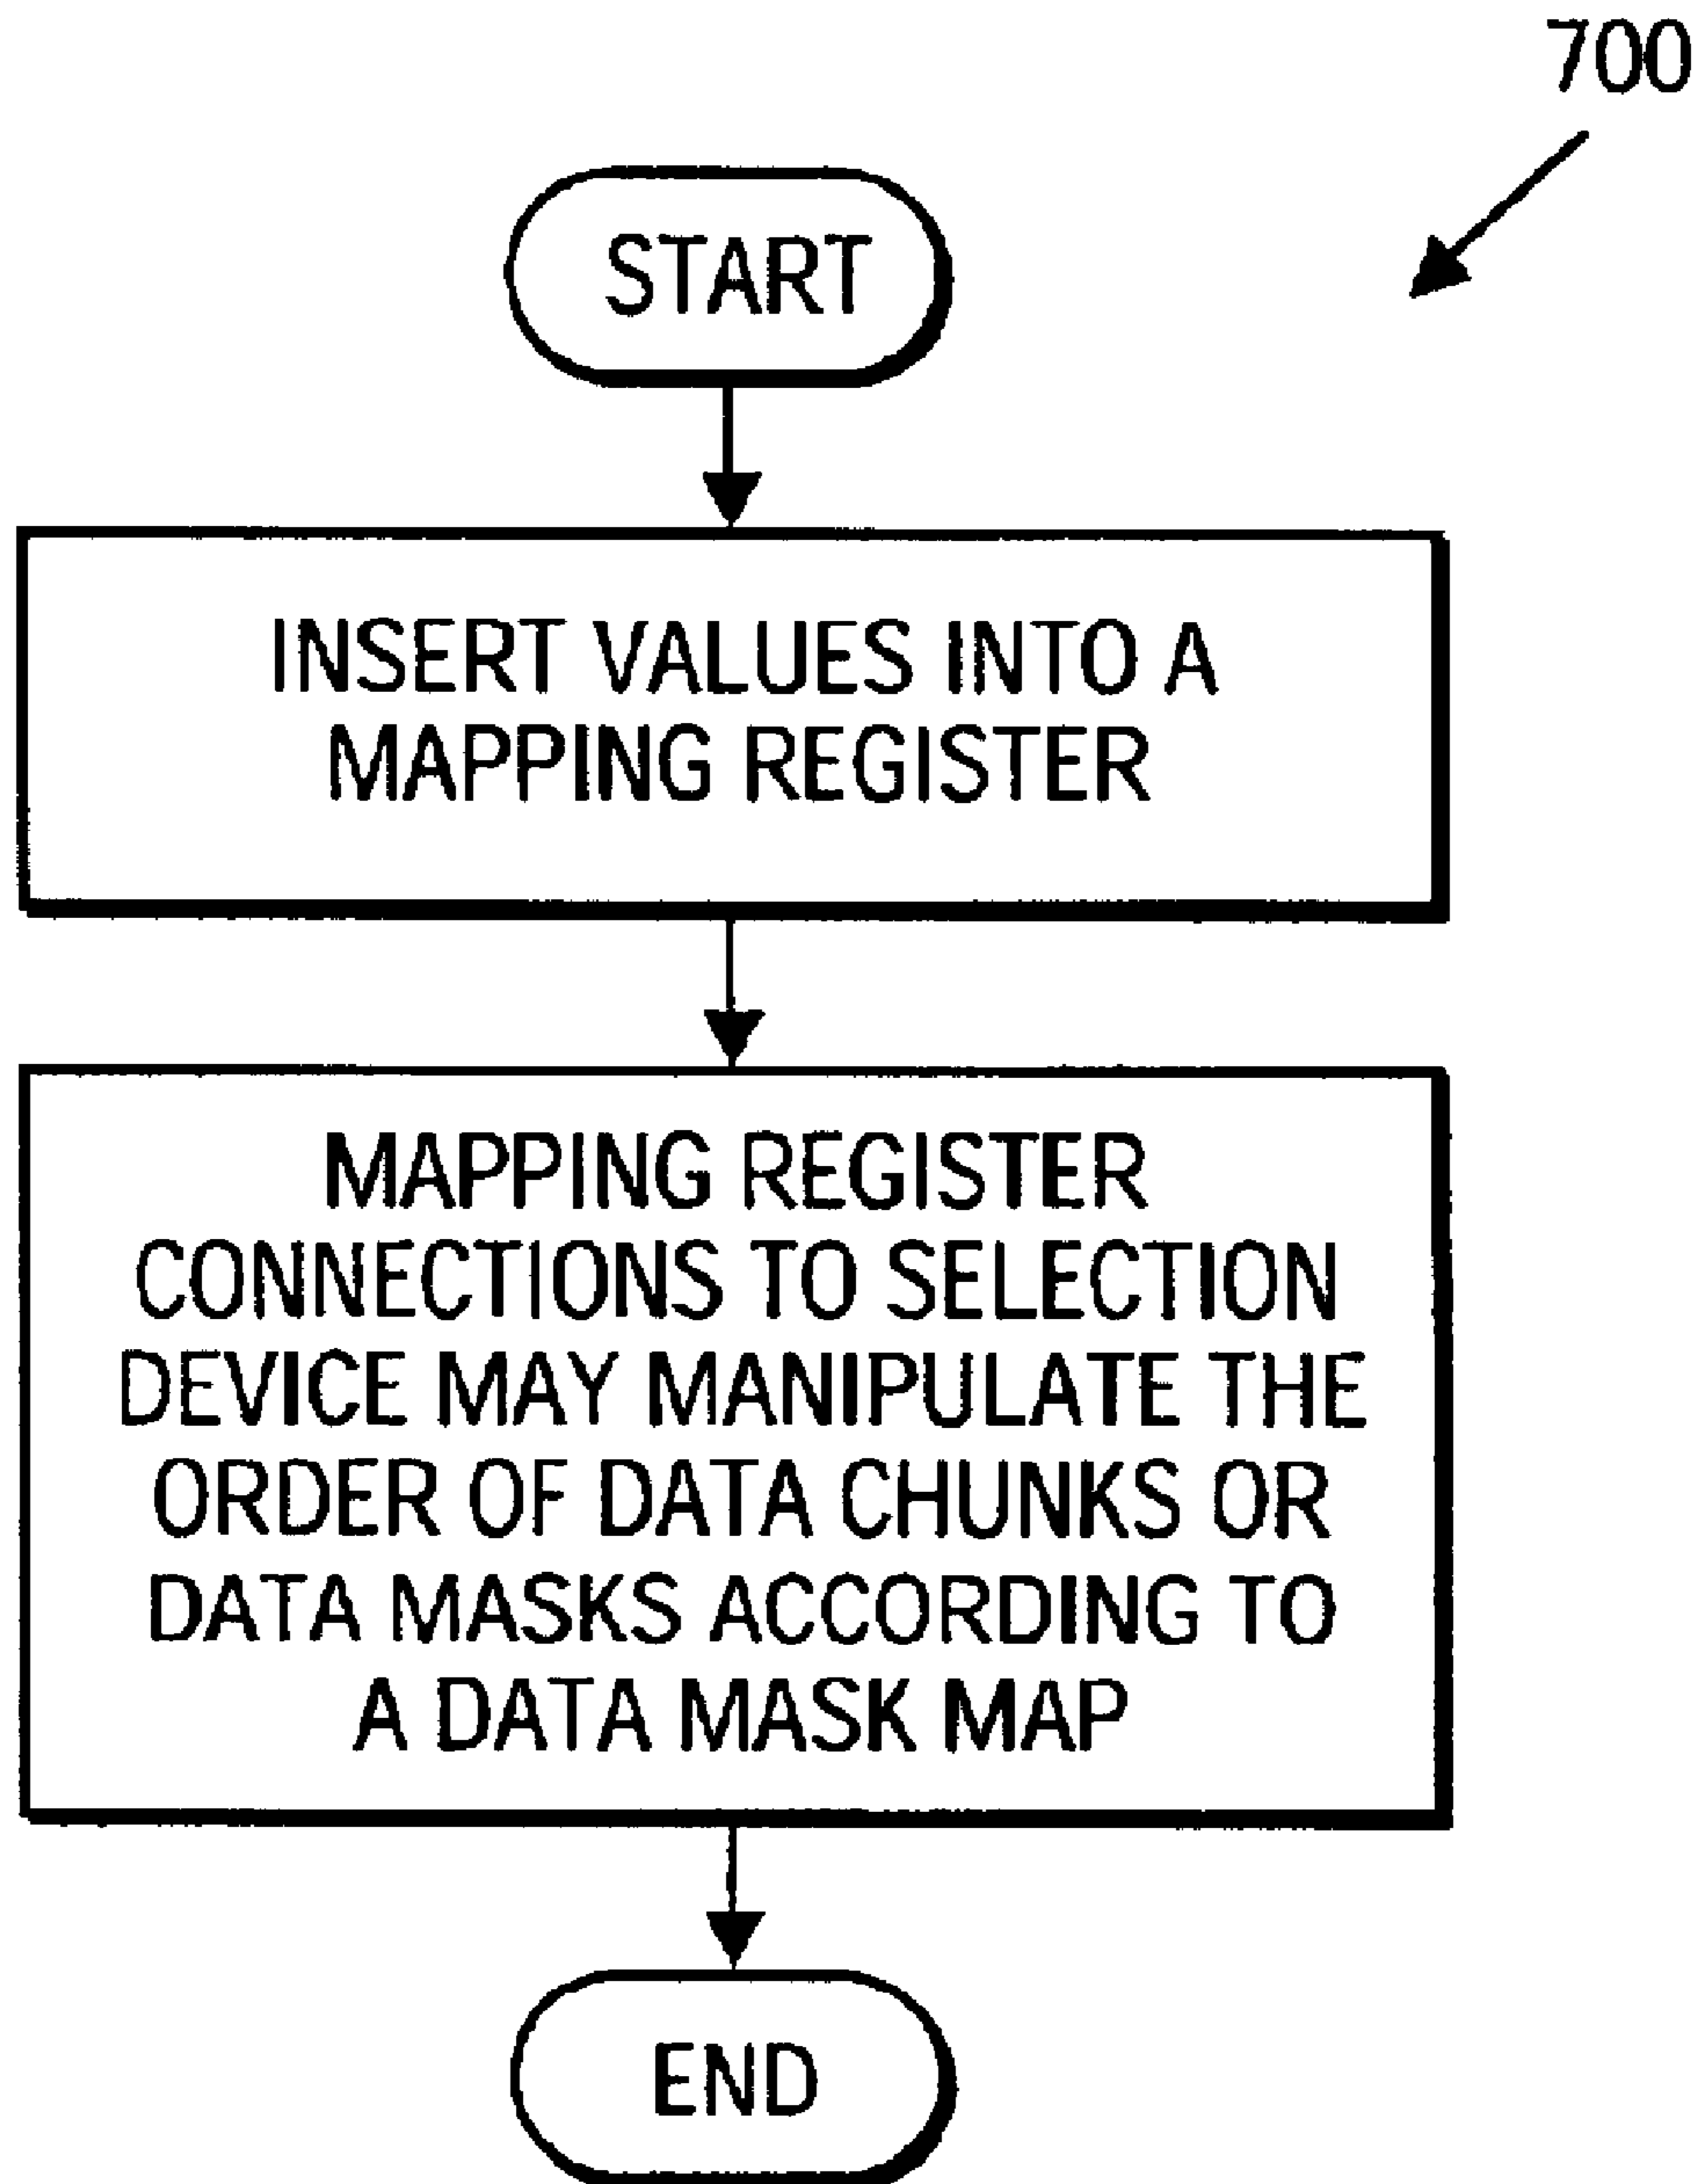 700
START
INSERT VALUES INTO A
MAPPING REGISTER
MAPPING REGISTER
CONNECTIONS TO SELECTION
DEVICE MAY MANIPULATE THE
ORDER OF DATA CHUNKS OR
DATA MASKS ACCORDING TO
A DATA MASK MAP
END